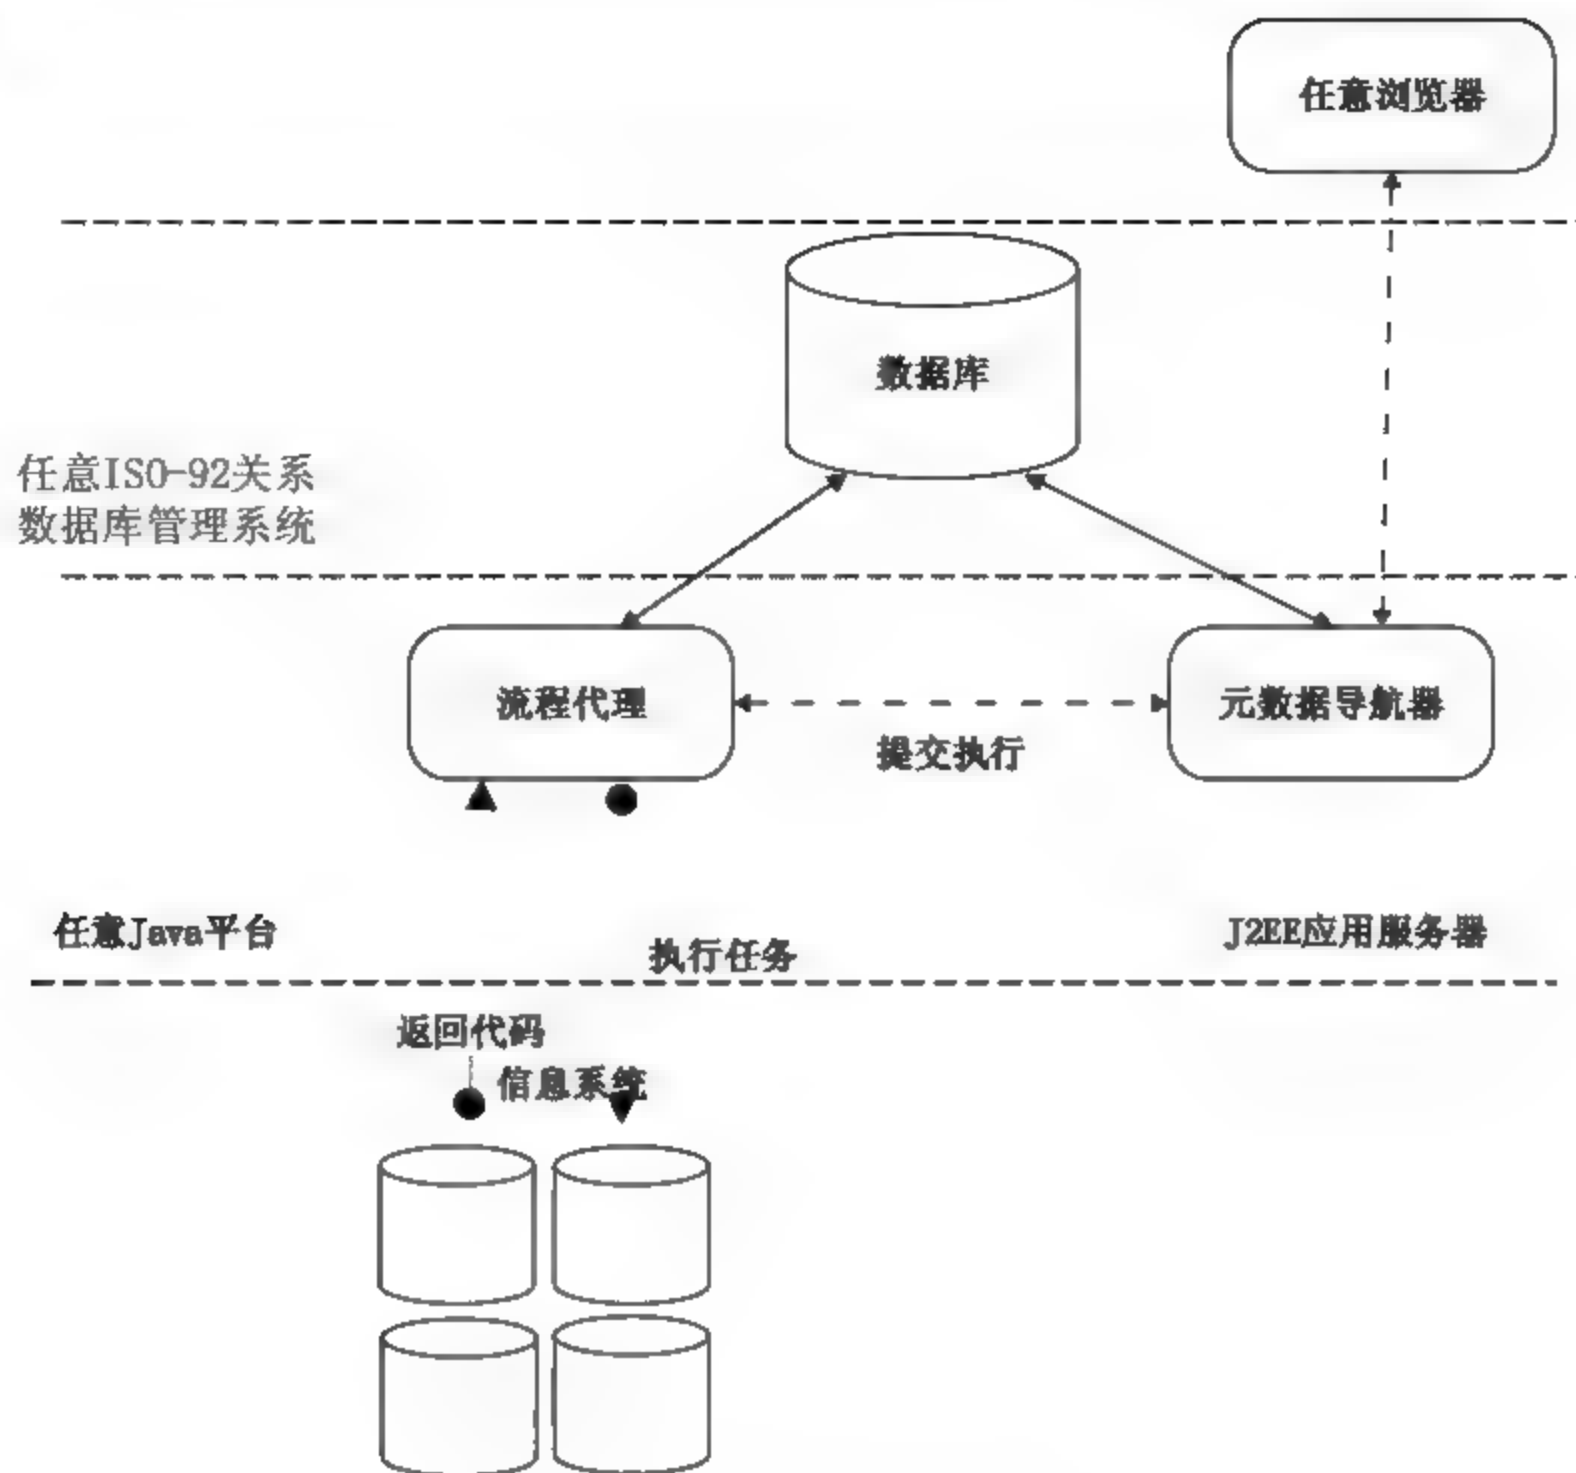 任意浏览器
数据库
任意ISO-92关系
数据库管理系统
流程代理
元数据导航器
提交执行
任意Java平台
J2EE应用服务器
执行任务
返回代码
信息系统